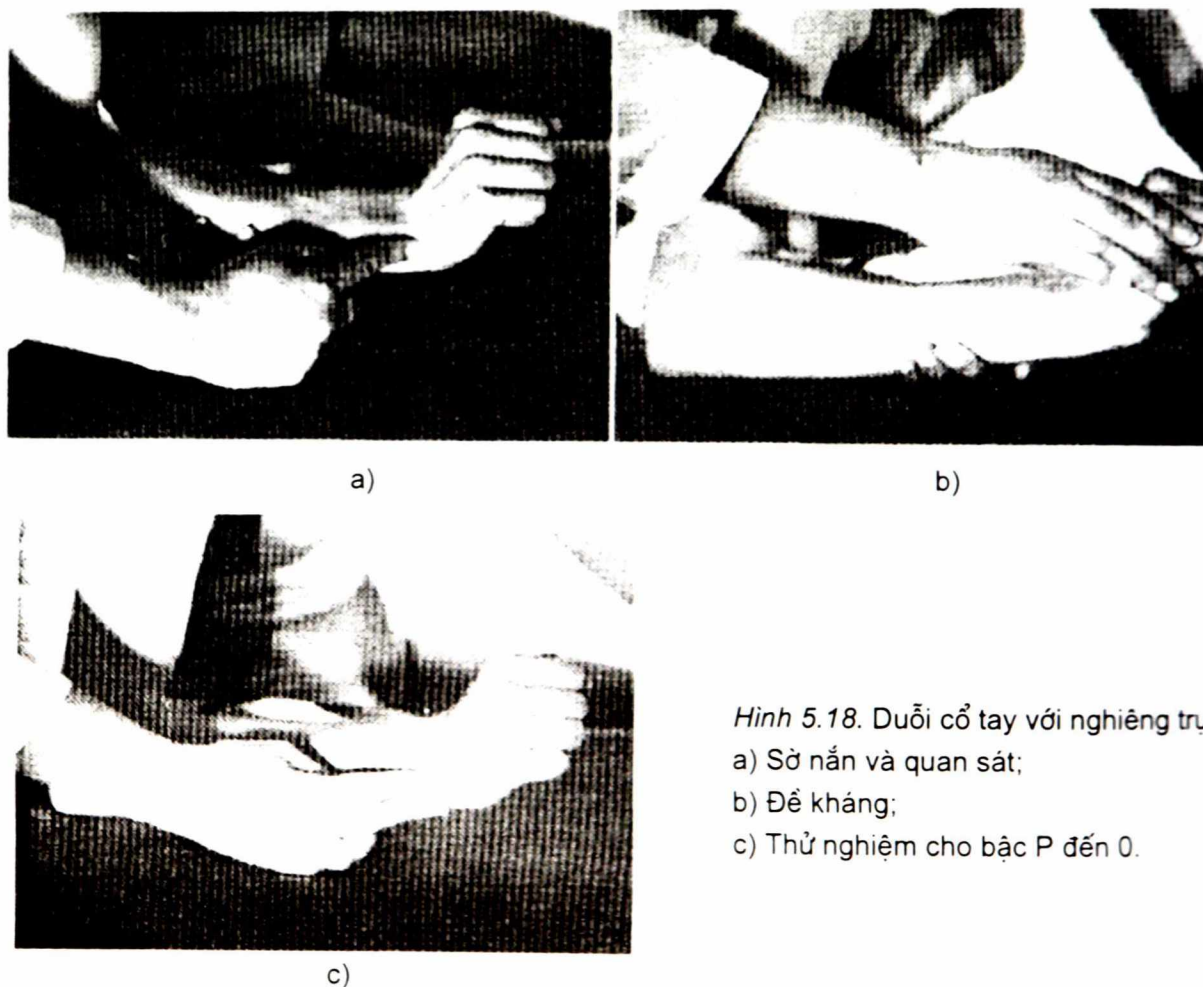 a)
b)
c)
Hình 5.18. Duỗi cổ tay với nghiêng
a) Sờ nắn và quan sát;
b) Đề kháng;
c) Thử nghiệm cho bậc P đến 0.